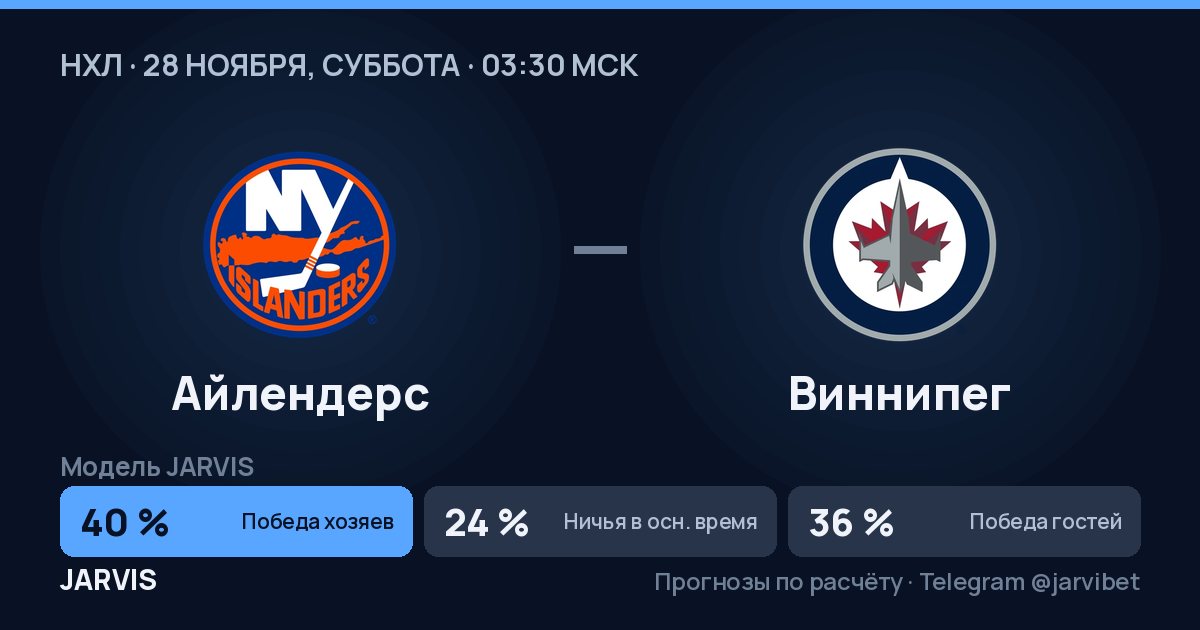 НХЛ · 28 НОЯБРЯ, СУББОТА · 03:30 МСК
NY
ISLANDERS
Айлендерс
—
Виннипег
Модель JARVIS
40 % Победа хозяев
24 % Ничья в осн. время
36 % Победа гостей
JARVIS
Прогнозы по расчёту · Telegram @jarvibet